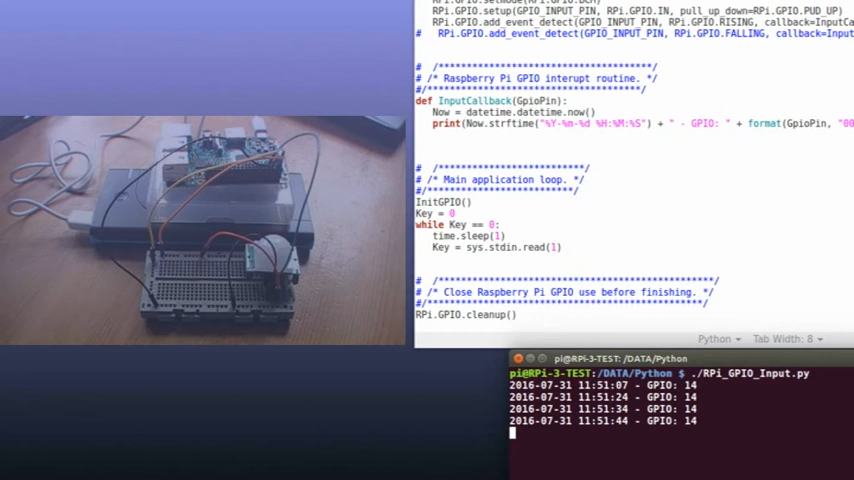 RPi.GPIO.setup(GPIO_INPUT_PIN, RPi.GPIO.IN, pull_up_down=RPi.GPIO.PUD_UP)
RPi.GPIO.add_event_detect(GPIO_INPUT_PIN, RPi.GPIO.RISING, callback=InputCa
#   RPi.GPIO.add_event_detect(GPIO_INPUT_PIN, RPi.GPIO.FALLING, callback=Input
#  /***************************************/
# /* Raspberry Pi GPIO interupt routine. */
#/***************************************/
def InputCallback(GpioPin):
Now = datetime.datetime.now()
print(Now.strftime("%Y-%m-%d %H:%M:%S") + " - GPIO: " + format(GpioPin, "00
#  /**************************/
# /* Main application loop. */
#/**************************/
InitGPIO()
Key = 0
while Key == 0:
time.sleep(1)
Key = sys.stdin.read(1)
#  /**************************************************/
# /* Close Raspberry Pi GPIO use before finishing. */
#/**************************************************/
RPi.GPIO.cleanup()
Python Tab Width: 8
pi@RPi-3-TEST: /DATA/Python
pi@RPi-3-TEST:/DATA/Python $ ./RPi_GPIO_Input.py
2016-07-31 11:51:07 - GPIO: 14
2016-07-31 11:51:24 - GPIO: 14
2016-07-31 11:51:34 - GPIO: 14
2016-07-31 11:51:44 - GPIO: 14